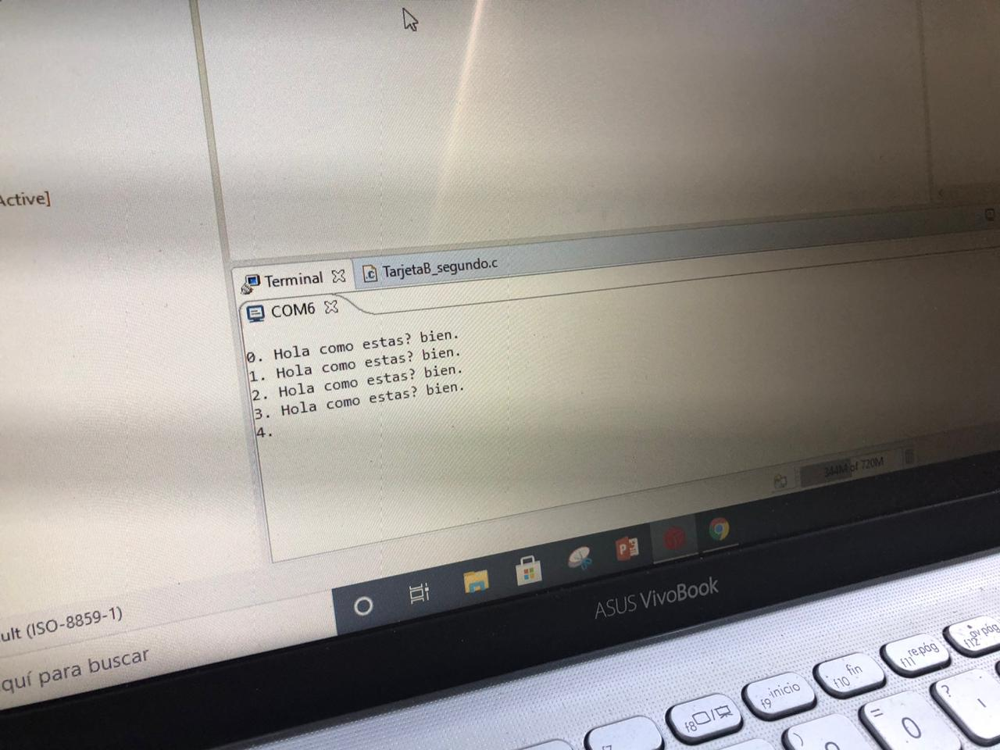 Active]
Terminal
TarjetaB_segundo.c
COM6
0. Hola como estas? bien.
1. Hola como estas? bien.
2. Hola como estas? bien.
3. Hola como estas? bien.
4.
344M of 720M
ult (ISO-8859-1)
quí para buscar
ASUS VivoBook
f8
f9 inicio
f10 fin
f11 re pág
f12 av pág
= 0
?
)